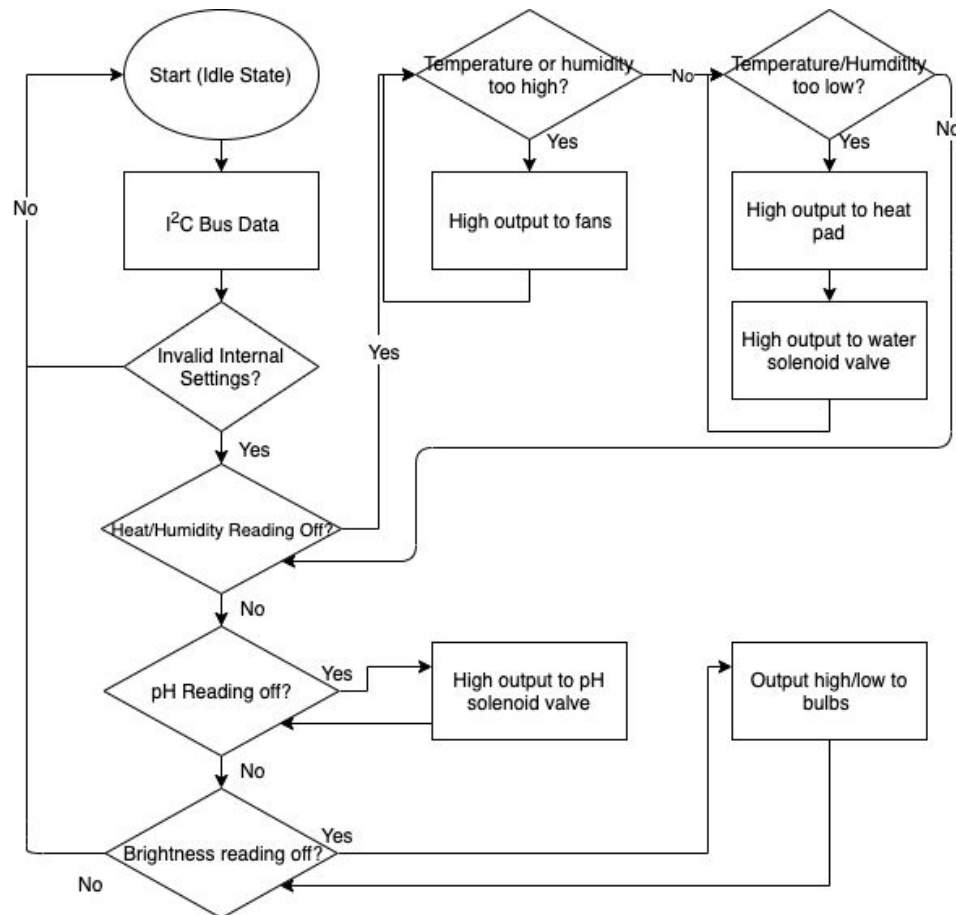 Start (Idle State)
Temperature or humidity
too high?
No
Temperature/Humditity
too low?
No
Yes
Yes
No
I²C Bus Data
High output to fans
High output to heat
pad
Invalid Internal
Settings?
Yes
High output to water
solenoid valve
Yes
Heat/Humidity Reading Off?
No
pH Reading off?
Yes
High output to pH
solenoid valve
Output high/low to
bulbs
No
Brightness reading off?
Yes
No